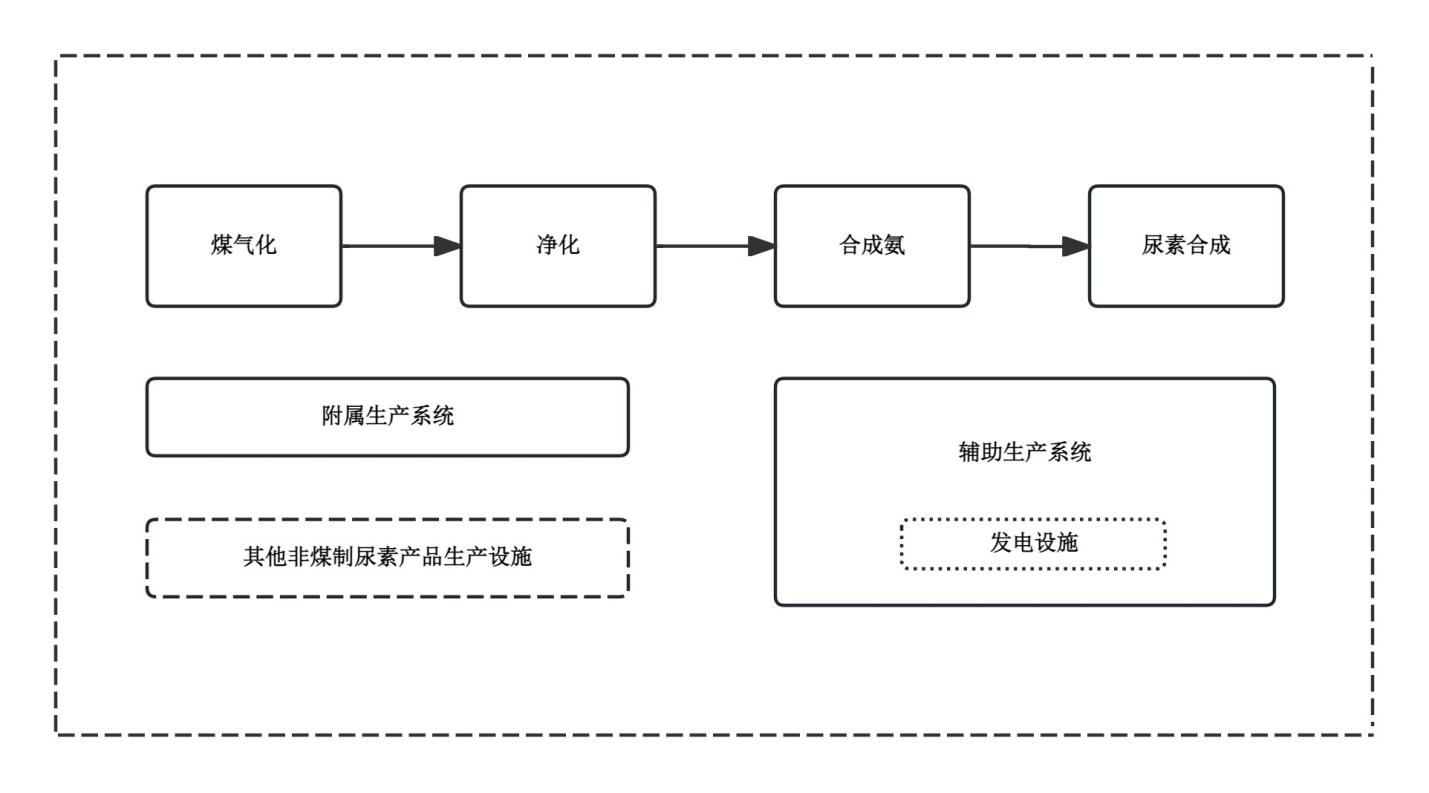 煤气化
净化
合成氨
尿素合成
附属生产系统
辅助生产系统
其他非煤制尿素产品生产设施
发电设施